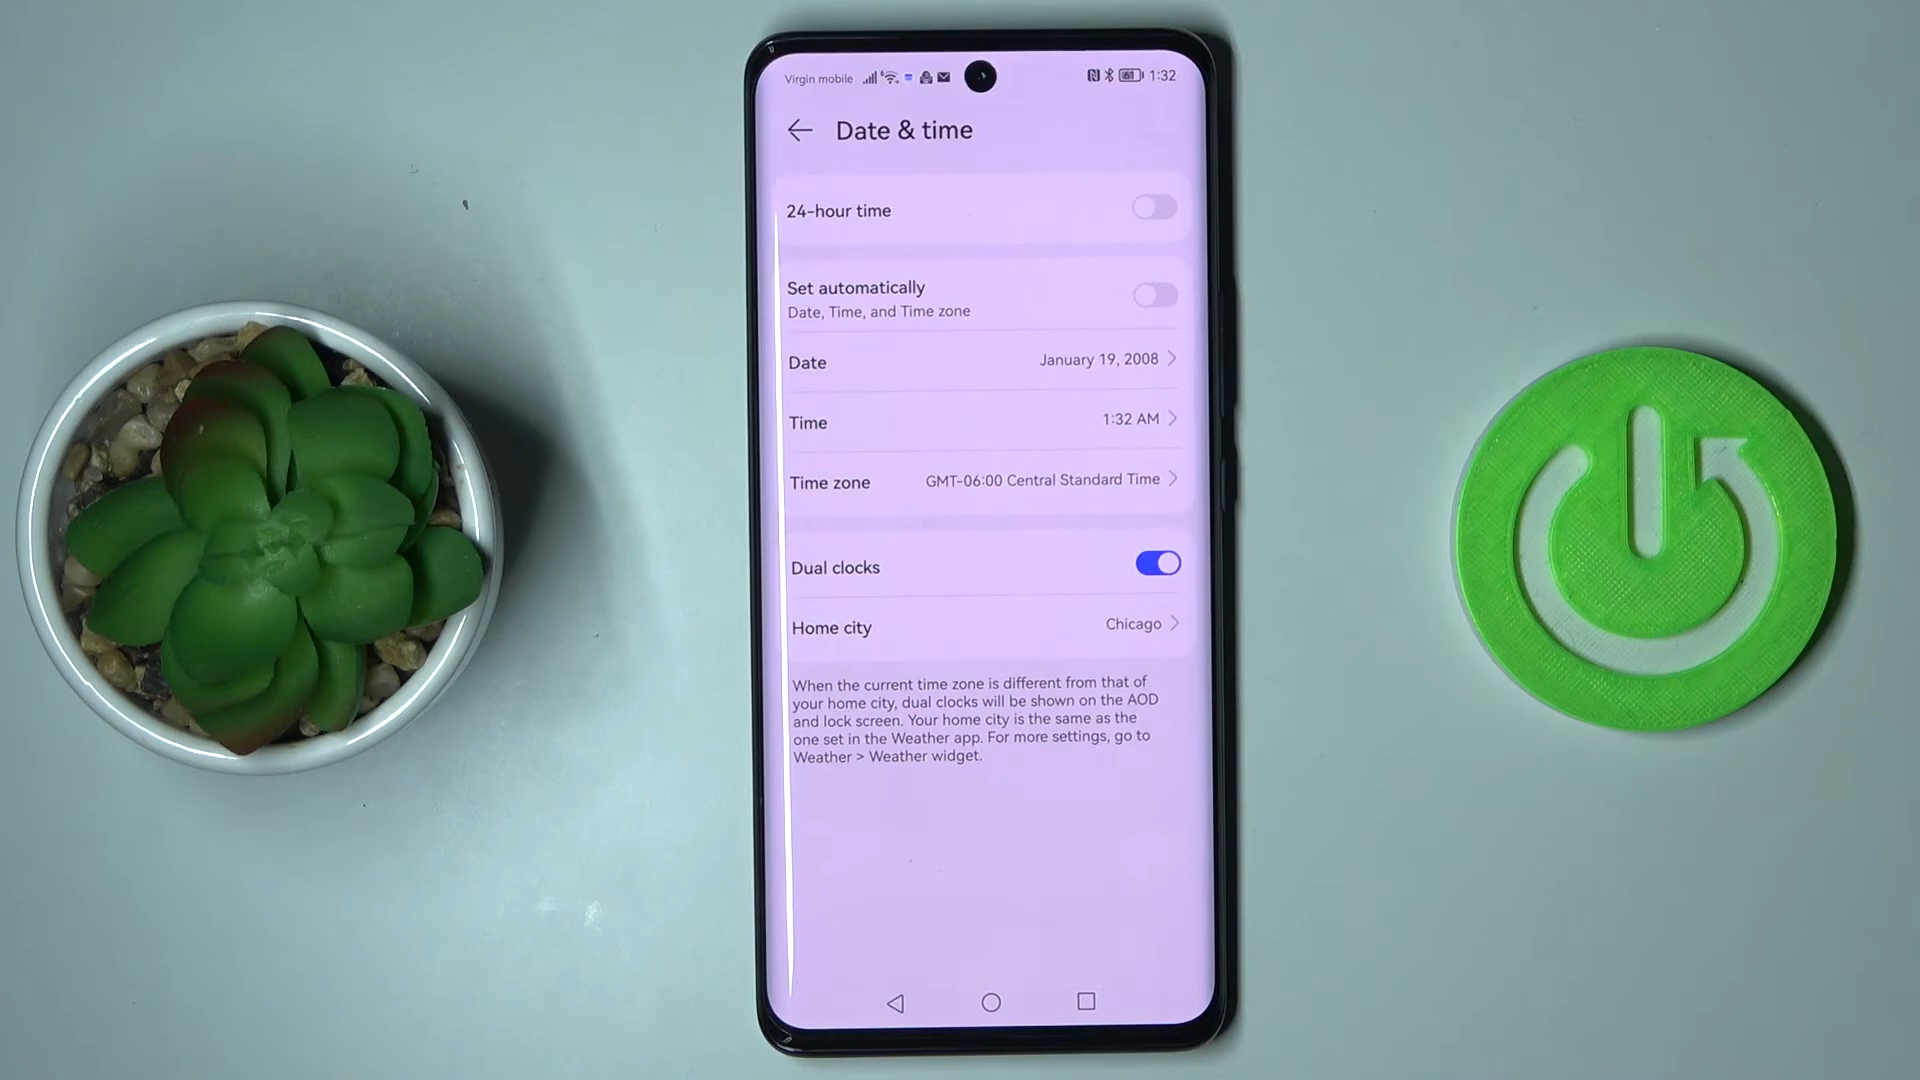 Virgin mobile 61 1:32
Date & time
24-hour time
Set automatically
Date, Time, and Time zone
Date January 19, 2008
Time 1:32 AM
Time zone GMT-06:00 Central Standard Time
Dual clocks
Home city Chicago
When the current time zone is different from that of
your home city, dual clocks will be shown on the AOD
and lock screen. Your home city is the same as the
one set in the Weather app. For more settings, go to
Weather > Weather widget.